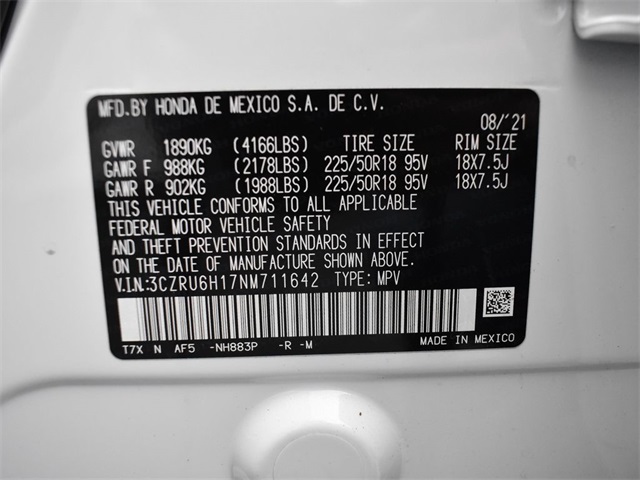 MFD.BY HONDA DE MEXICO S.A. DE C.V.
08/'21
GVWR 1890KG (4166LBS) TIRE SIZE RIM SIZE
GAWR F 988KG (2178LBS) 225/50R18 95V 18X7.5J
GAWR R 902KG (1988LBS) 225/50R18 95V 18X7.5J
THIS VEHICLE CONFORMS TO ALL APPLICABLE
FEDERAL MOTOR VEHICLE SAFETY
AND THEFT PREVENTION STANDARDS IN EFFECT
ON THE DATE OF MANUFACTURE SHOWN ABOVE.
V.I.N:3CZRU6H17NM711642 TYPE: MPV
T7X N AF5 -NH883P -R -M
MADE IN MEXICO